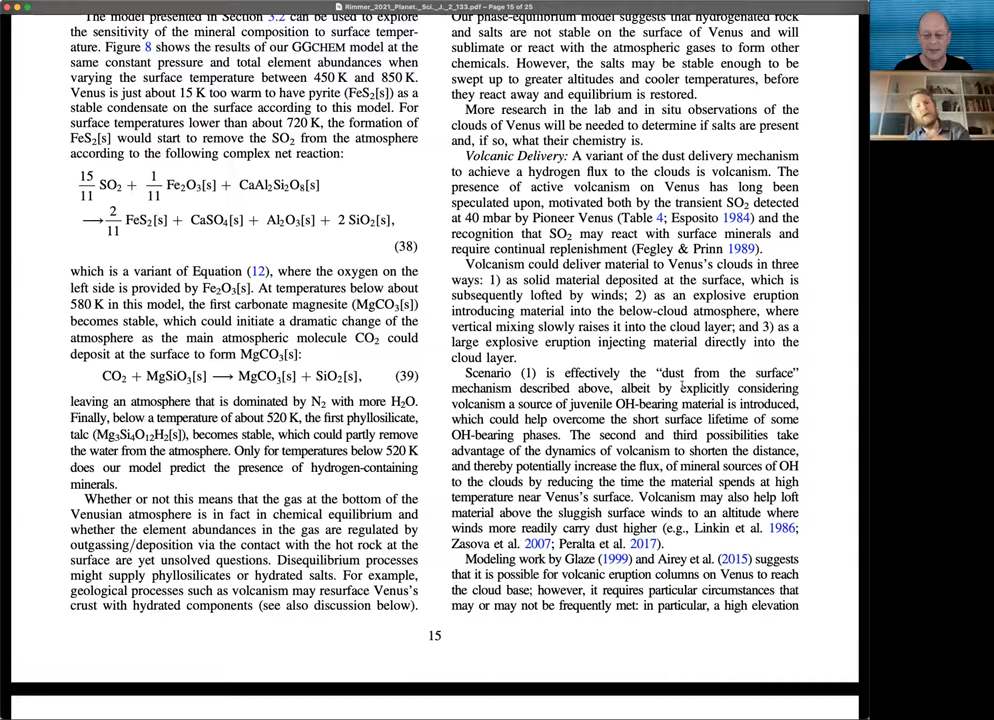 Rimmer_2021_Planet._Sci._J._2_133.pdf – Page 15 of 25
The model presented in Section 3.2 can be used to explore
the sensitivity of the mineral composition to surface temper-
ature. Figure 8 shows the results of our GGCHEM model at the
same constant pressure and total element abundances when
varying the surface temperature between 450 K and 850 K.
Venus is just about 15 K too warm to have pyrite (FeS2[s]) as a
stable condensate on the surface according to this model. For
surface temperatures lower than about 720 K, the formation of
FeS2[s] would start to remove the SO2 from the atmosphere
according to the following complex net reaction:
15/11 SO2 + 1/11 Fe2O3[s] + CaAl2Si2O8[s]
⟶ 2/11 FeS2[s] + CaSO4[s] + Al2O3[s] + 2 SiO2[s],
(38)
which is a variant of Equation (12), where the oxygen on the
left side is provided by Fe2O3[s]. At temperatures below about
580 K in this model, the first carbonate magnesite (MgCO3[s])
becomes stable, which could initiate a dramatic change of the
atmosphere as the main atmospheric molecule CO2 could
deposit at the surface to form MgCO3[s]:
CO2 + MgSiO3[s] ⟶ MgCO3[s] + SiO2[s], (39)
leaving an atmosphere that is dominated by N2 with more H2O.
Finally, below a temperature of about 520 K, the first phyllosilicate,
talc (Mg3Si4O12H2[s]), becomes stable, which could partly remove
the water from the atmosphere. Only for temperatures below 520 K
does our model predict the presence of hydrogen-containing
minerals.
Whether or not this means that the gas at the bottom of the
Venusian atmosphere is in fact in chemical equilibrium and
whether the element abundances in the gas are regulated by
outgassing/deposition via the contact with the hot rock at the
surface are yet unsolved questions. Disequilibrium processes
might supply phyllosilicates or hydrated salts. For example,
geological processes such as volcanism may resurface Venus's
crust with hydrated components (see also discussion below).
Our phase-equilibrium model suggests that hydrogenated rock
and salts are not stable on the surface of Venus and will
sublimate or react with the atmospheric gases to form other
chemicals. However, the salts may be stable enough to be
swept up to greater altitudes and cooler temperatures, before
they react away and equilibrium is restored.
More research in the lab and in situ observations of the
clouds of Venus will be needed to determine if salts are present
and, if so, what their chemistry is.
Volcanic Delivery: A variant of the dust delivery mechanism
to achieve a hydrogen flux to the clouds is volcanism. The
presence of active volcanism on Venus has long been
speculated upon, motivated both by the transient SO2 detected
at 40 mbar by Pioneer Venus (Table 4; Esposito 1984) and the
recognition that SO2 may react with surface minerals and
require continual replenishment (Fegley & Prinn 1989).
Volcanism could deliver material to Venus's clouds in three
ways: 1) as solid material deposited at the surface, which is
subsequently lofted by winds; 2) as an explosive eruption
introducing material into the below-cloud atmosphere, where
vertical mixing slowly raises it into the cloud layer; and 3) as a
large explosive eruption injecting material directly into the
cloud layer.
Scenario (1) is effectively the "dust from the surface"
mechanism described above, albeit by explicitly considering
volcanism a source of juvenile OH-bearing material is introduced,
which could help overcome the short surface lifetime of some
OH-bearing phases. The second and third possibilities take
advantage of the dynamics of volcanism to shorten the distance,
and thereby potentially increase the flux, of mineral sources of OH
to the clouds by reducing the time the material spends at high
temperature near Venus's surface. Volcanism may also help loft
material above the sluggish surface winds to an altitude where
winds more readily carry dust higher (e.g., Linkin et al. 1986;
Zasova et al. 2007; Peralta et al. 2017).
Modeling work by Glaze (1999) and Airey et al. (2015) suggests
that it is possible for volcanic eruption columns on Venus to reach
the cloud base; however, it requires particular circumstances that
may or may not be frequently met: in particular, a high elevation
15